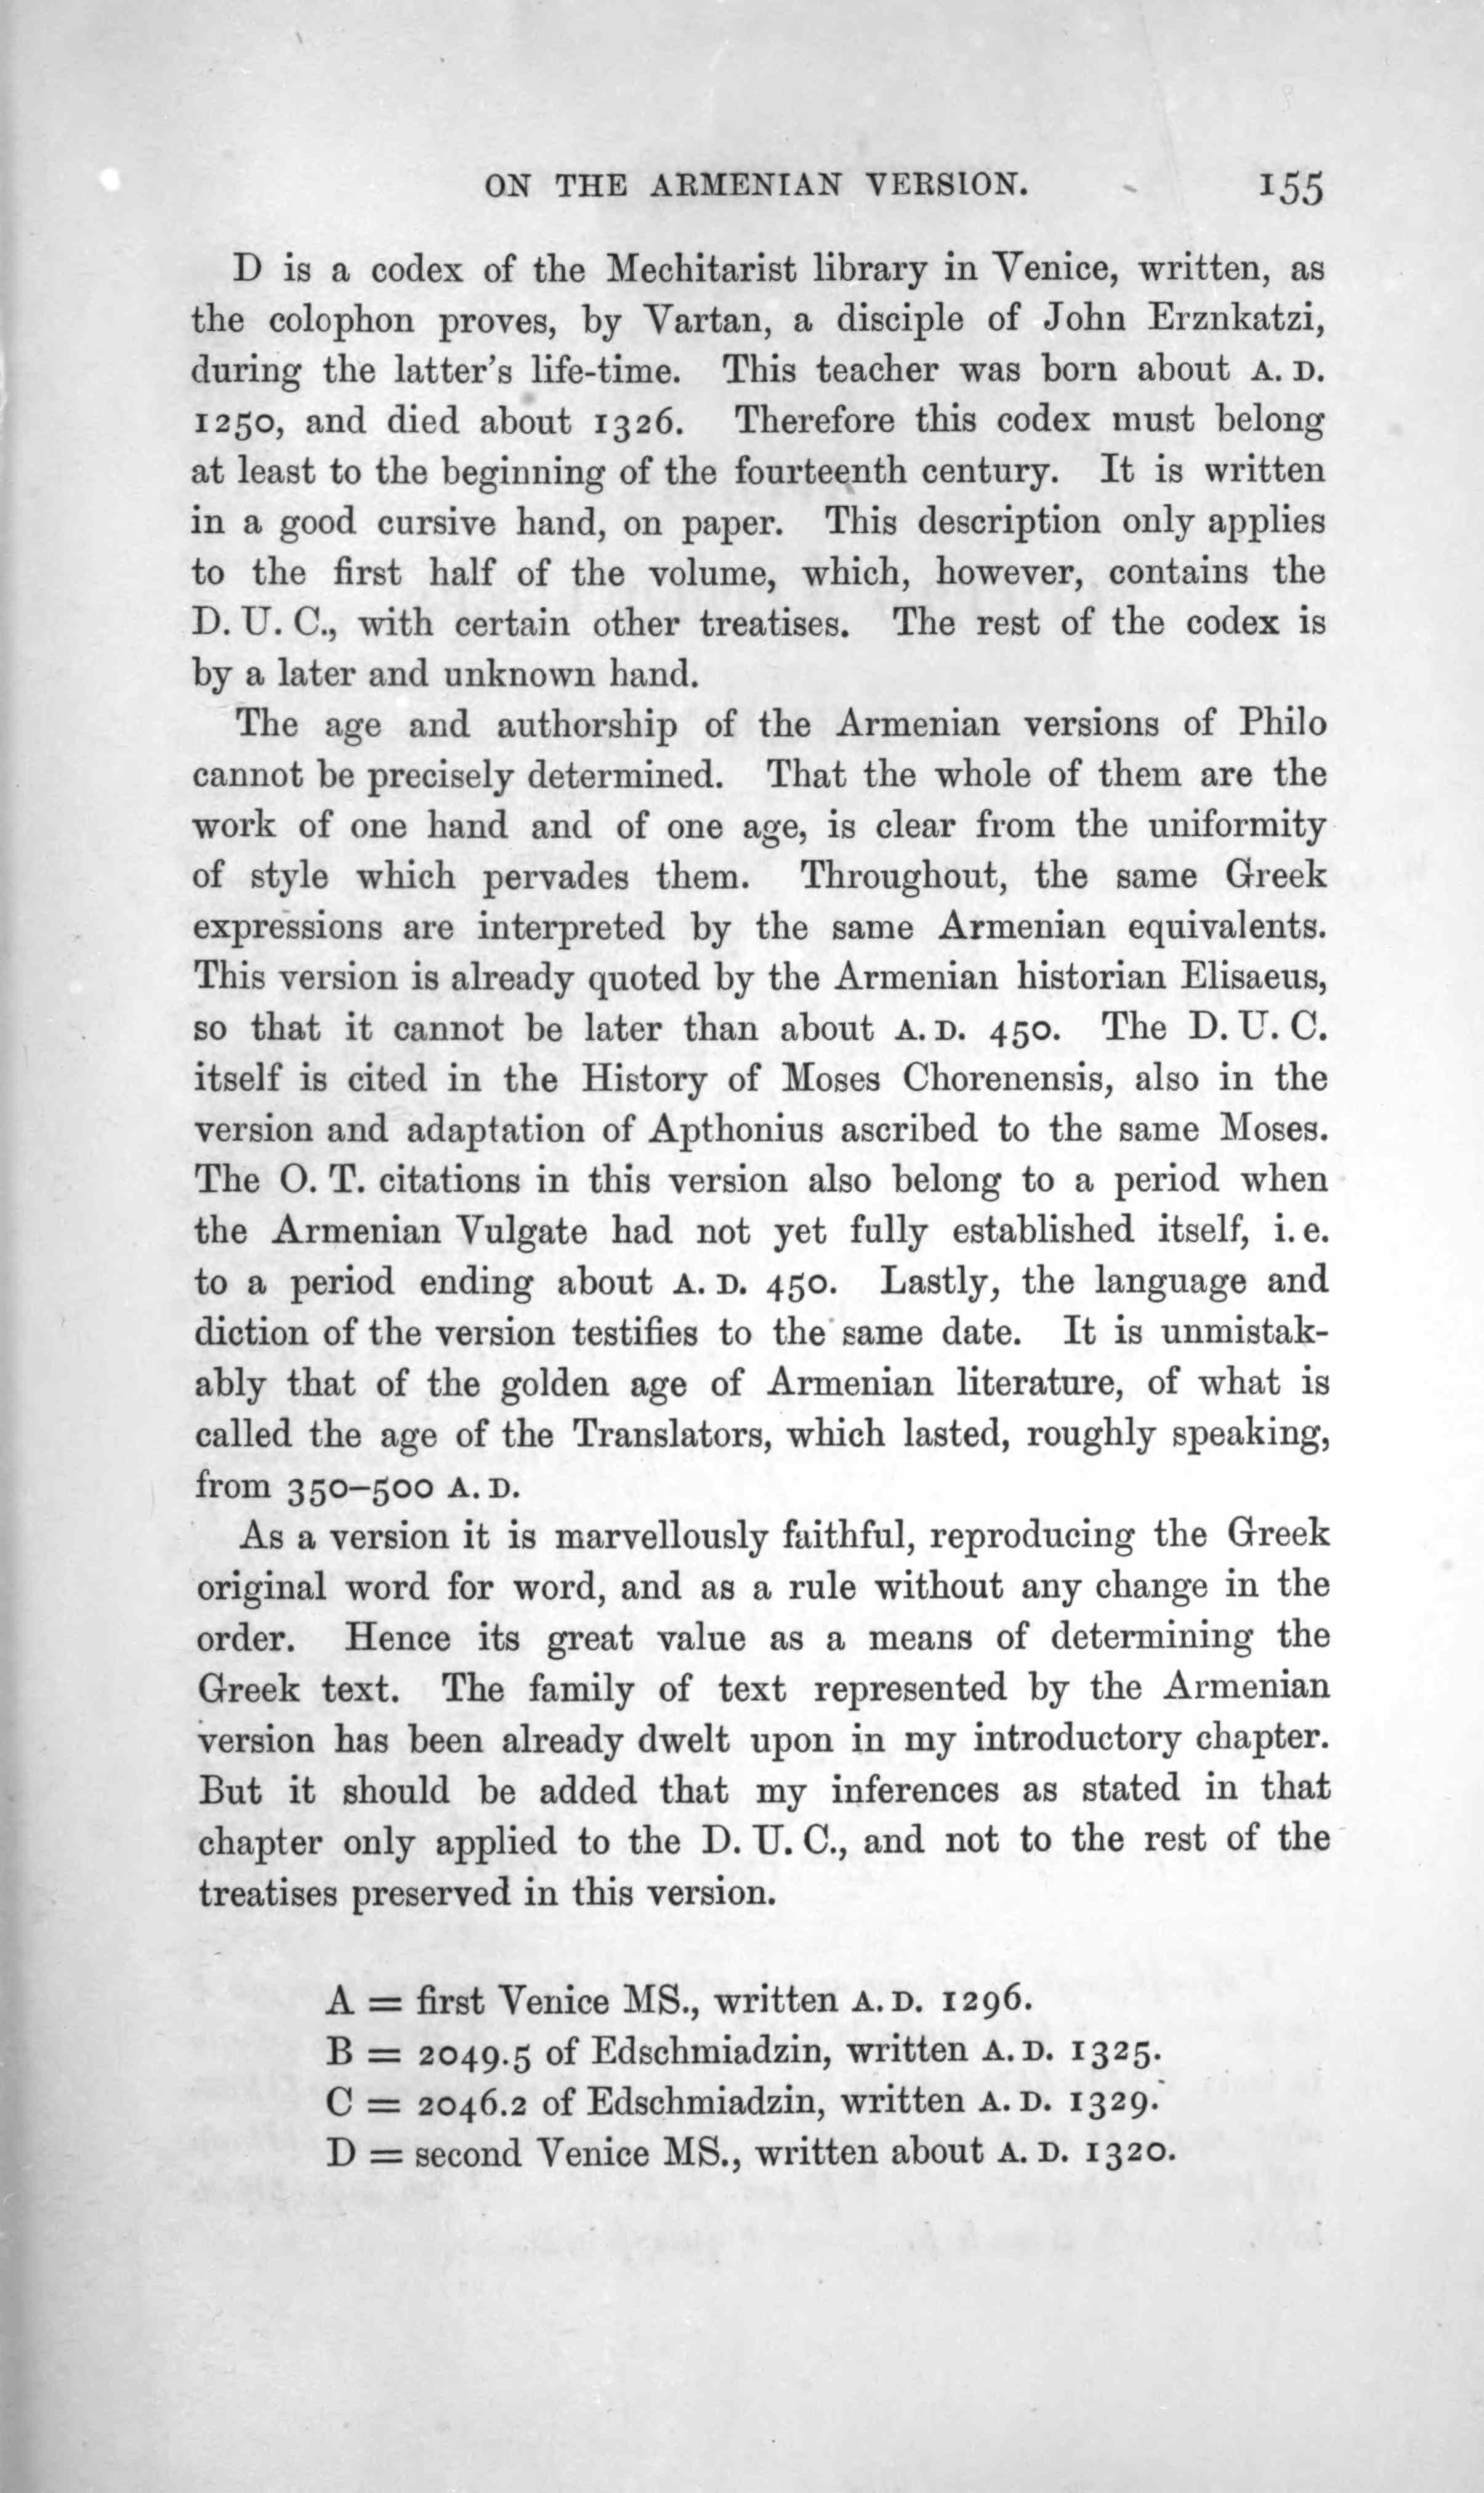 ON THE ARMENIAN VERSION. 155
D is a codex of the Mechitarist library in Venice, written, as
the colophon proves, by Vartan, a disciple of John Erznkatzi,
during the latter's life-time. This teacher was born about A. D.
1250, and died about 1326. Therefore this codex must belong
at least to the beginning of the fourteenth century. It is written
in a good cursive hand, on paper. This description only applies
to the first half of the volume, which, however, contains the
D. U. C., with certain other treatises. The rest of the codex is
by a later and unknown hand.
The age and authorship of the Armenian versions of Philo
cannot be precisely determined. That the whole of them are the
work of one hand and of one age, is clear from the uniformity
of style which pervades them. Throughout, the same Greek
expressions are interpreted by the same Armenian equivalents.
This version is already quoted by the Armenian historian Elisaeus,
so that it cannot be later than about A. D. 450. The D. U. C.
itself is cited in the History of Moses Chorenensis, also in the
version and adaptation of Apthonius ascribed to the same Moses.
The O. T. citations in this version also belong to a period when
the Armenian Vulgate had not yet fully established itself, i. e.
to a period ending about A. D. 450. Lastly, the language and
diction of the version testifies to the same date. It is unmistak-
ably that of the golden age of Armenian literature, of what is
called the age of the Translators, which lasted, roughly speaking,
from 350–500 A. D.
As a version it is marvellously faithful, reproducing the Greek
original word for word, and as a rule without any change in the
order. Hence its great value as a means of determining the
Greek text. The family of text represented by the Armenian
version has been already dwelt upon in my introductory chapter.
But it should be added that my inferences as stated in that
chapter only applied to the D. U. C., and not to the rest of the
treatises preserved in this version.
A = first Venice MS., written A. D. 1296.
B = 2049.5 of Edschmiadzin, written A. D. 1325.
C = 2046.2 of Edschmiadzin, written A. D. 1329.
D = second Venice MS., written about A. D. 1320.